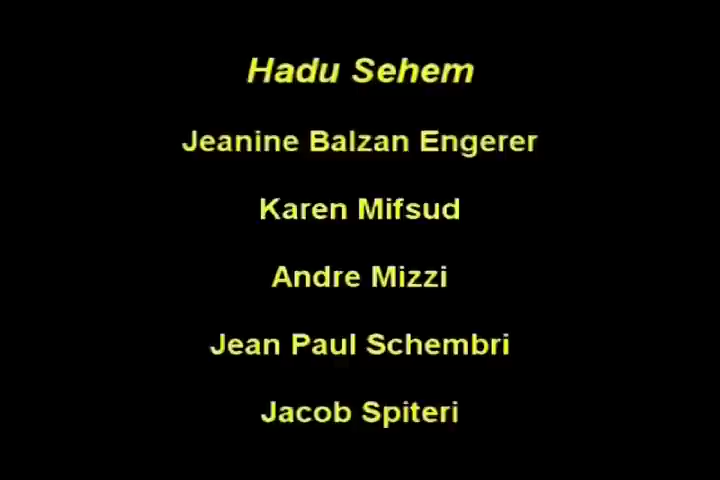 Hadu Sehem
Jeanine Balzan Engerer
Karen Mifsud
Andre Mizzi
Jean Paul Schembri
Jacob Spiteri